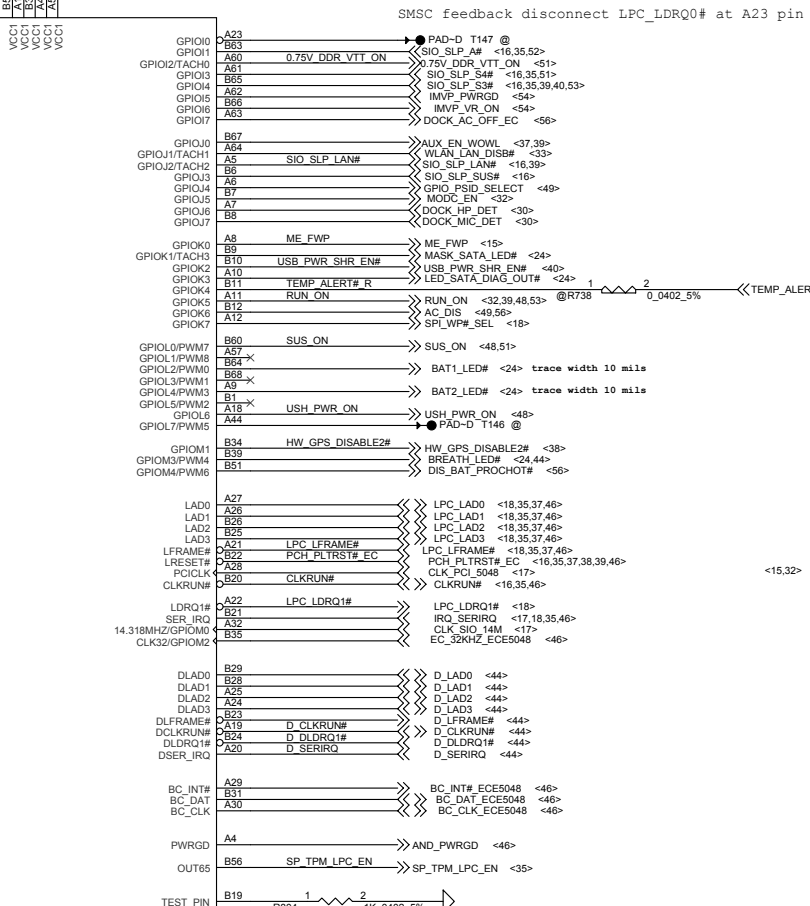 SMSC feedback disconnect LPC_LDRQ0# at A23 pin
VCC1 VCC1 VCC1 VCC1 VCC1
GPIOI0 A23 PAD~D T147 @
GPIOI1 B63 SIO_SLP_A# <16,35,52>
GPIOI2/TACH0 A60 0.75V_DDR_VTT_ON 0.75V_DDR_VTT_ON <51>
GPIOI3 A61 SIO_SLP_S4# <16,35,51>
GPIOI4 B65 SIO_SLP_S3# <16,35,39,40,53>
GPIOI5 A62 IMVP_PWRGD <54>
GPIOI6 B66 IMVP_VR_ON <54>
GPIOI7 A63 DOCK_AC_OFF_EC <56>
GPIOJ0 B67 AUX_EN_WOWL <37,39>
GPIOJ1/TACH1 A64 WLAN_LAN_DISB# <33>
GPIOJ2/TACH2 A5 SIO_SLP_LAN# SIO_SLP_LAN# <16,39>
GPIOJ3 B6 SIO_SLP_SUS# <16>
GPIOJ4 A6 GPIO_PSID_SELECT <49>
GPIOJ5 B7 MODC_EN <32>
GPIOJ6 A7 DOCK_HP_DET <30>
GPIOJ7 B8 DOCK_MIC_DET <30>
GPIOK0 A8 ME_FWP ME_FWP <15>
GPIOK1/TACH3 B9 MASK_SATA_LED# <24>
GPIOK2 B10 USB_PWR_SHR_EN# USB_PWR_SHR_EN# <40>
GPIOK3 A10 LED_SATA_DIAG_OUT# <24>
GPIOK4 B11 TEMP_ALERT#_R @R738 1 2 0_0402_5% TEMP_ALER
GPIOK5 A11 RUN_ON RUN_ON <32,39,48,53>
GPIOK6 B12 AC_DIS <49,56>
GPIOK7 A12 SPI_WP#_SEL <18>
GPIOL0/PWM7 B60 SUS_ON SUS_ON <48,51>
GPIOL1/PWM8 A57
GPIOL2/PWM0 B64 BAT1_LED# <24> trace width 10 mils
GPIOL3/PWM1 B68
GPIOL4/PWM3 A9 BAT2_LED# <24> trace width 10 mils
GPIOL5/PWM2 B1
GPIOL6 A18 USH_PWR_ON USH_PWR_ON <48>
GPIOL7/PWM5 A44 PAD~D T146 @
GPIOM1 B34 HW_GPS_DISABLE2# HW_GPS_DISABLE2# <38>
GPIOM3/PWM4 B39 BREATH_LED# <24,44>
GPIOM4/PWM6 B51 DIS_BAT_PROCHOT# <56>
LAD0 A27 LPC_LAD0 <18,35,37,46>
LAD1 A26 LPC_LAD1 <18,35,37,46>
LAD2 B26 LPC_LAD2 <18,35,37,46>
LAD3 B25 LPC_LAD3 <18,35,37,46>
LFRAME# A21 LPC_LFRAME# LPC_LFRAME# <18,35,37,46>
LRESET# B22 PCH_PLTRST#_EC PCH_PLTRST#_EC <16,35,37,38,39,46>
PCICLK A28 CLK_PCI_5048 <17> <15,32>
CLKRUN# B20 CLKRUN# CLKRUN# <16,35,46>
LDRQ1# A22 LPC_LDRQ1# LPC_LDRQ1# <18>
SER_IRQ B21 IRQ_SERIRQ <17,18,35,46>
14.318MHZ/GPIOM0 A32 CLK_SIO_14M <17>
CLK32/GPIOM2 B35 EC_32KHZ_ECE5048 <46>
DLAD0 B29 D_LAD0 <44>
DLAD1 B28 D_LAD1 <44>
DLAD2 A25 D_LAD2 <44>
DLAD3 A24 D_LAD3 <44>
DLFRAME# B23 D_LFRAME# <44>
DCLKRUN# A19 D_CLKRUN# D_CLKRUN# <44>
DLDRQ1# B24 D_DLDRQ1# D_DLDRQ1# <44>
DSER_IRQ A20 D_SERIRQ D_SERIRQ <44>
BC_INT# A29 BC_INT#_ECE5048 <46>
BC_DAT B31 BC_DAT_ECE5048 <46>
BC_CLK A30 BC_CLK_ECE5048 <46>
PWRGD A4 AND_PWRGD <46>
OUT65 B56 SP_TPM_LPC_EN SP_TPM_LPC_EN <35>
TEST_PIN B19 1 2